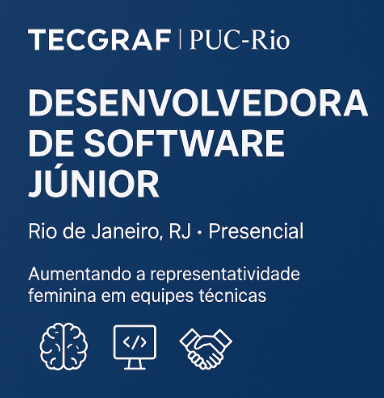 TECGRAF | PUC-Rio
DESENVOLVEDORA
DE SOFTWARE
JÚNIOR
Rio de Janeiro, RJ • Presencial
Aumentando a representatividade
feminina em equipes técnicas
</>